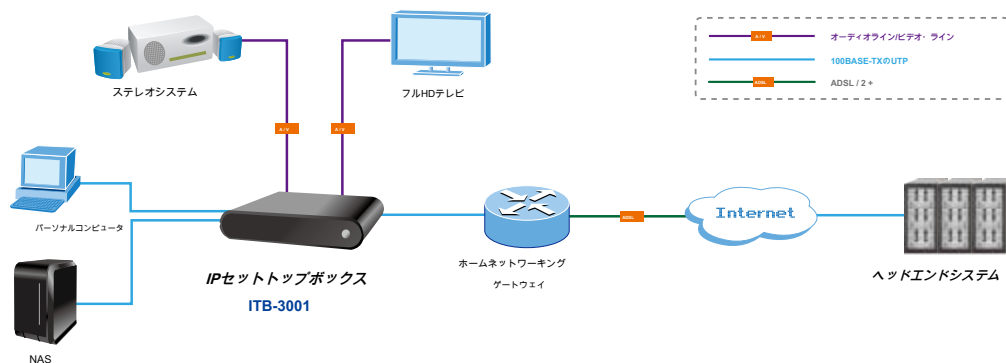 ステレオシステム
フルHDテレビ
A / V
オーディオライン/ビデオ・ライン
100BASE-TXのUTP
ADSL
ADSL / 2 +
A / V
A / V
パーソナルコンピュータ
IPセットトップボックス
ITB-3001
ホームネットワーキング
ゲートウェイ
ADSL
Internet
ヘッドエンドシステム
NAS